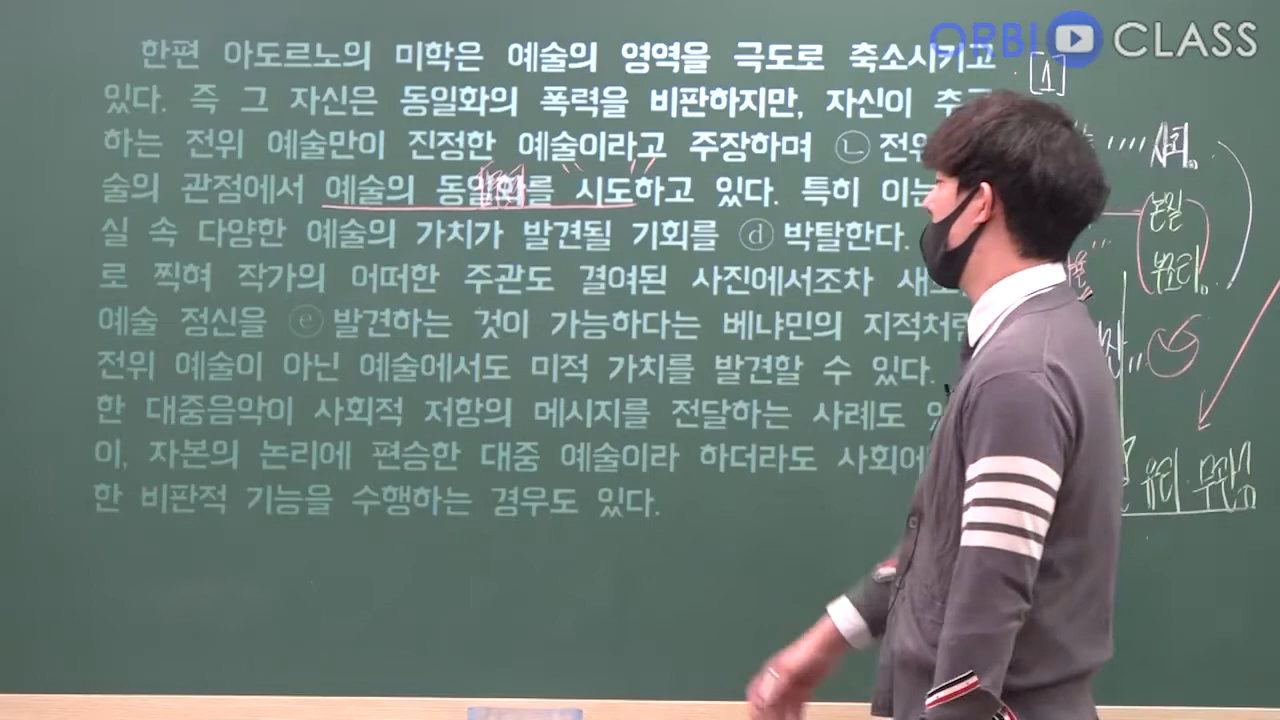 ORBI CLASS
한편 아도르노의 미학은 예술의 영역을 극도로 축소시키고
[1]
있다. 즉 그 자신은 동일화의 폭력을 비판하지만, 자신이 추구
하는 전위 예술만이 진정한 예술이라고 주장하며 ㉡ 전위
술의 관점에서 예술의 동일화를 시도하고 있다. 특히 이는
실 속 다양한 예술의 가치가 발견될 기회를 ⓓ 박탈한다.
로 찍혀 작가의 어떠한 주관도 결여된 사진에서조차 새로
예술 정신을 ⓔ 발견하는 것이 가능하다는 베냐민의 지적처럼
전위 예술이 아닌 예술에서도 미적 가치를 발견할 수 있다.
한 대중음악이 사회적 저항의 메시지를 전달하는 사례도 있
이, 자본의 논리에 편승한 대중 예술이라 하더라도 사회에
한 비판적 기능을 수행하는 경우도 있다.
사회
본질
부조리
유리 무관심